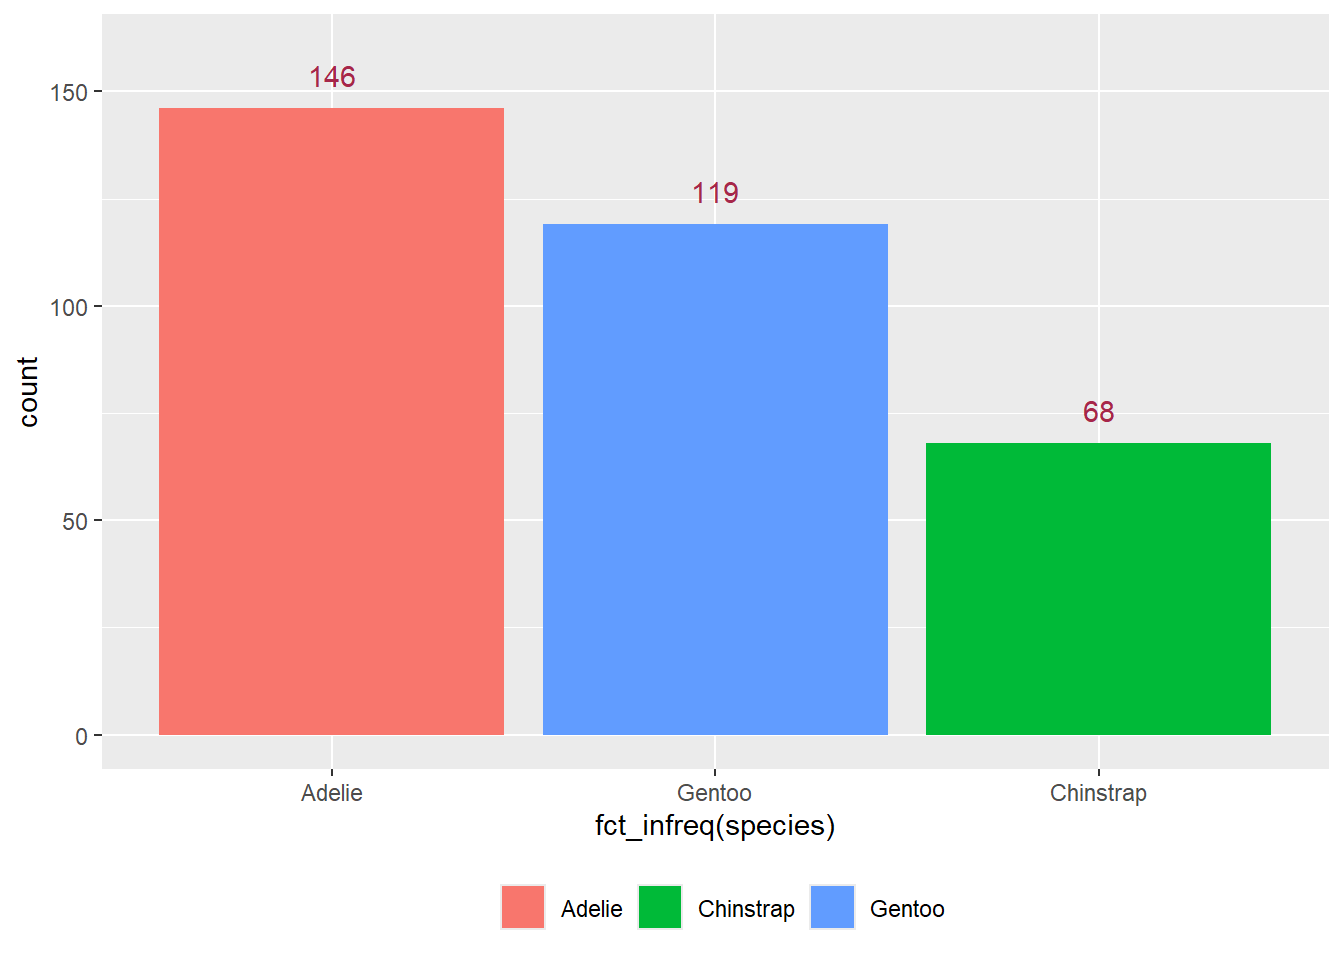 146
150
119
100
count
68
50
0
Adelie Gentoo Chinstrap
fct_infreq(species)
Adelie Chinstrap Gentoo